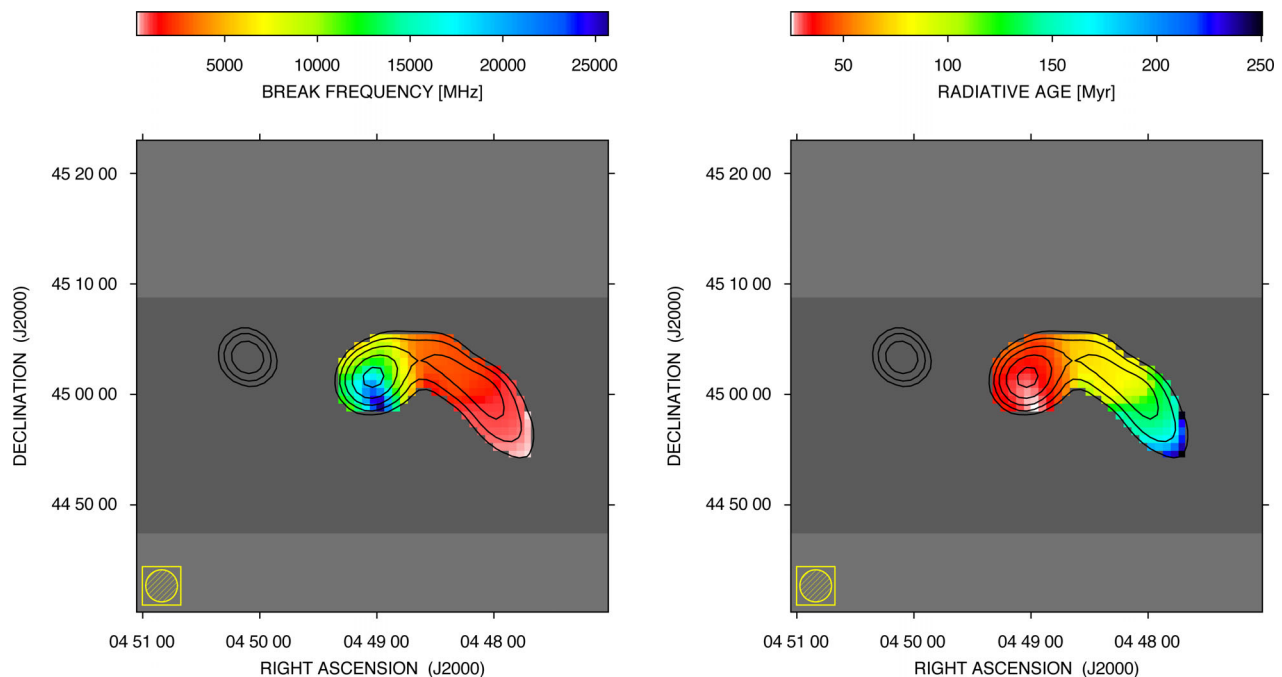 5000 10000 15000 20000 25000
BREAK FREQUENCY [MHz]
45 20 00
45 10 00
45 00 00
44 50 00
DECLINATION (J2000)
04 51 00 04 50 00 04 49 00 04 48 00
RIGHT ASCENSION (J2000)
50 100 150 200 250
RADIATIVE AGE [Myr]
45 20 00
45 10 00
45 00 00
44 50 00
DECLINATION (J2000)
04 51 00 04 50 00 04 49 00 04 48 00
RIGHT ASCENSION (J2000)